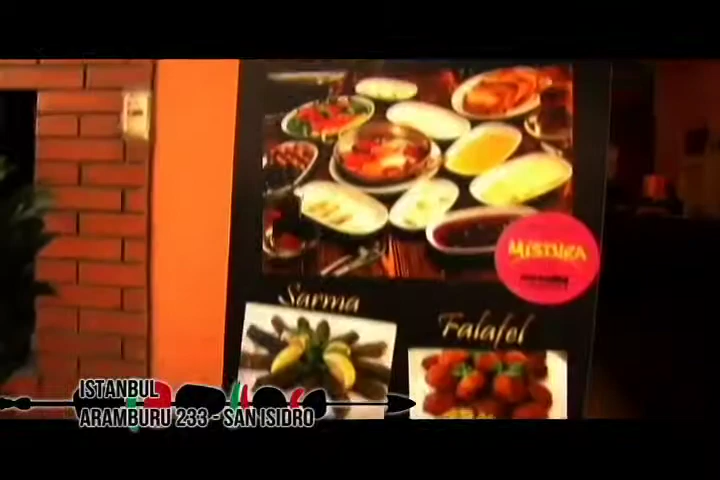 MISTURA
Sarma
Falafel
ISTANBUL
ARAMBURU 233 - SAN ISIDRO